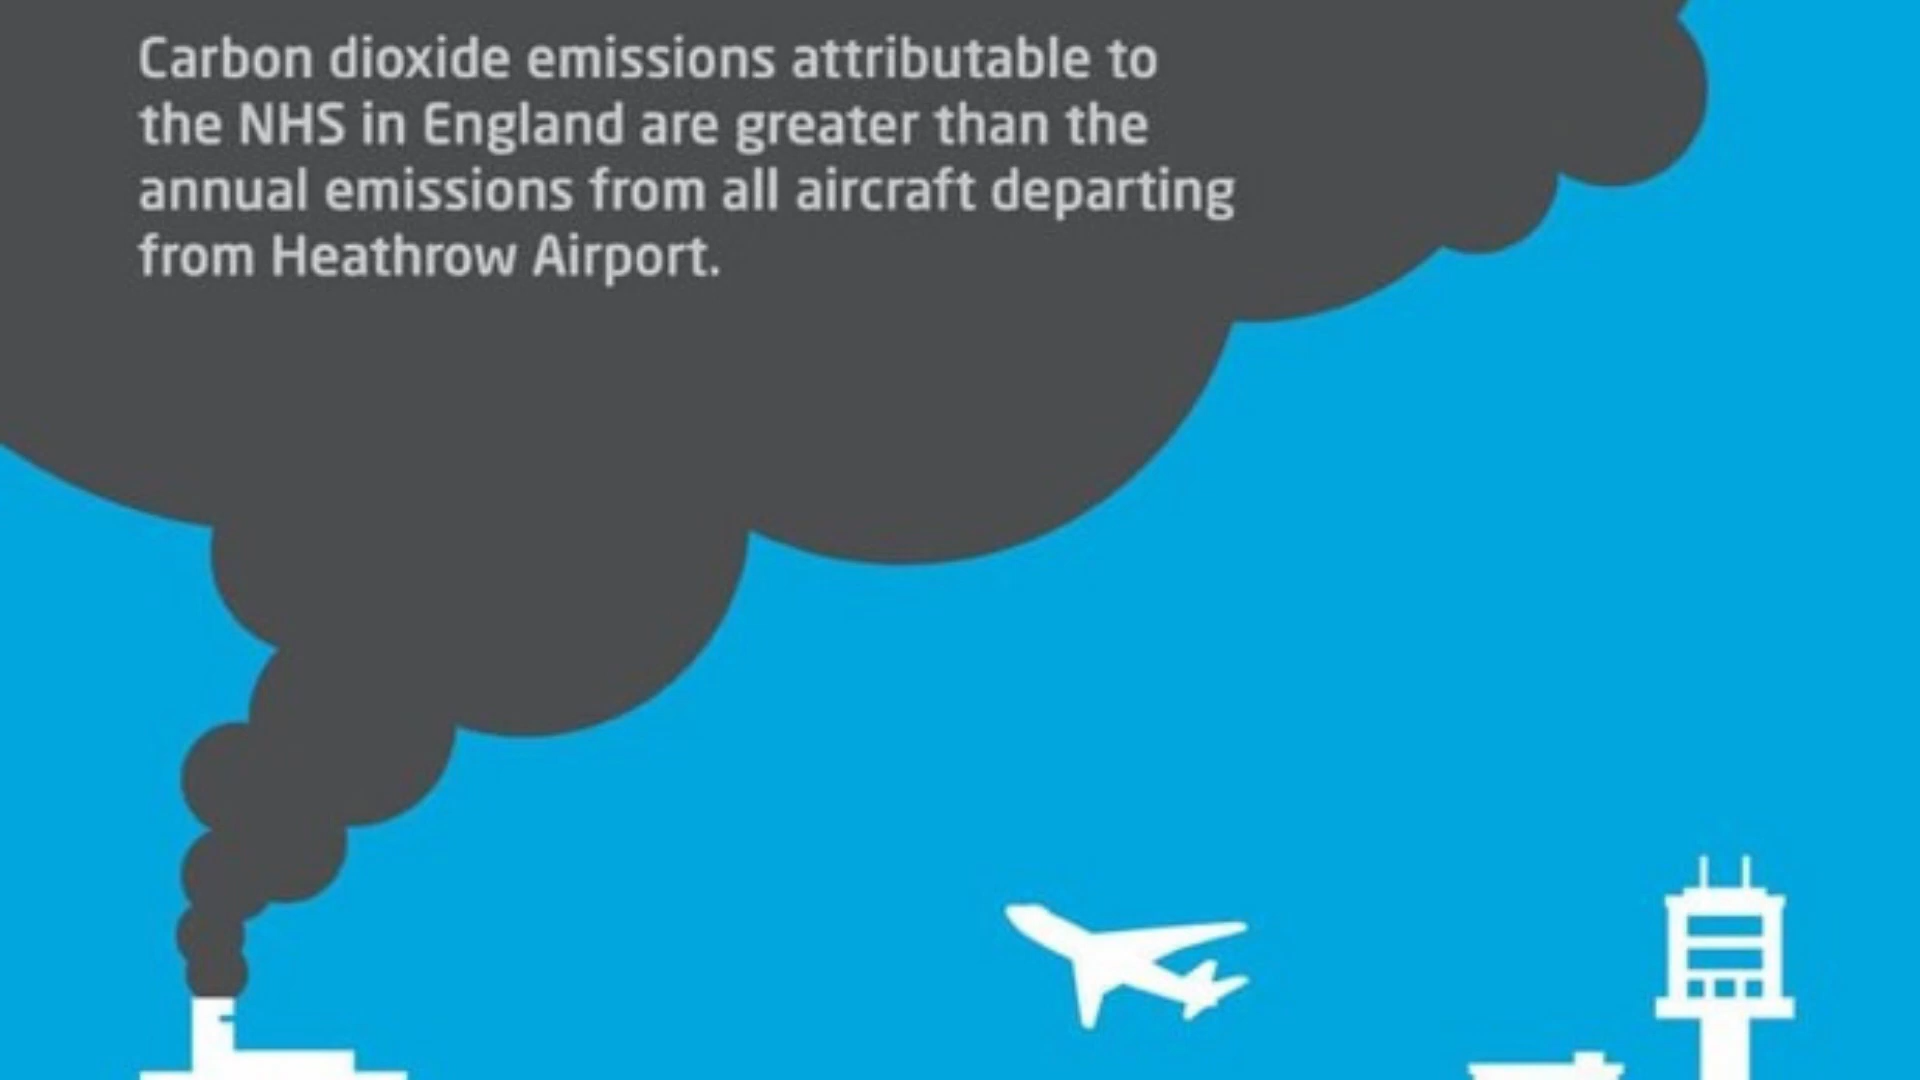 Carbon dioxide emissions attributable to
the NHS in England are greater than the
annual emissions from all aircraft departing
from Heathrow Airport.